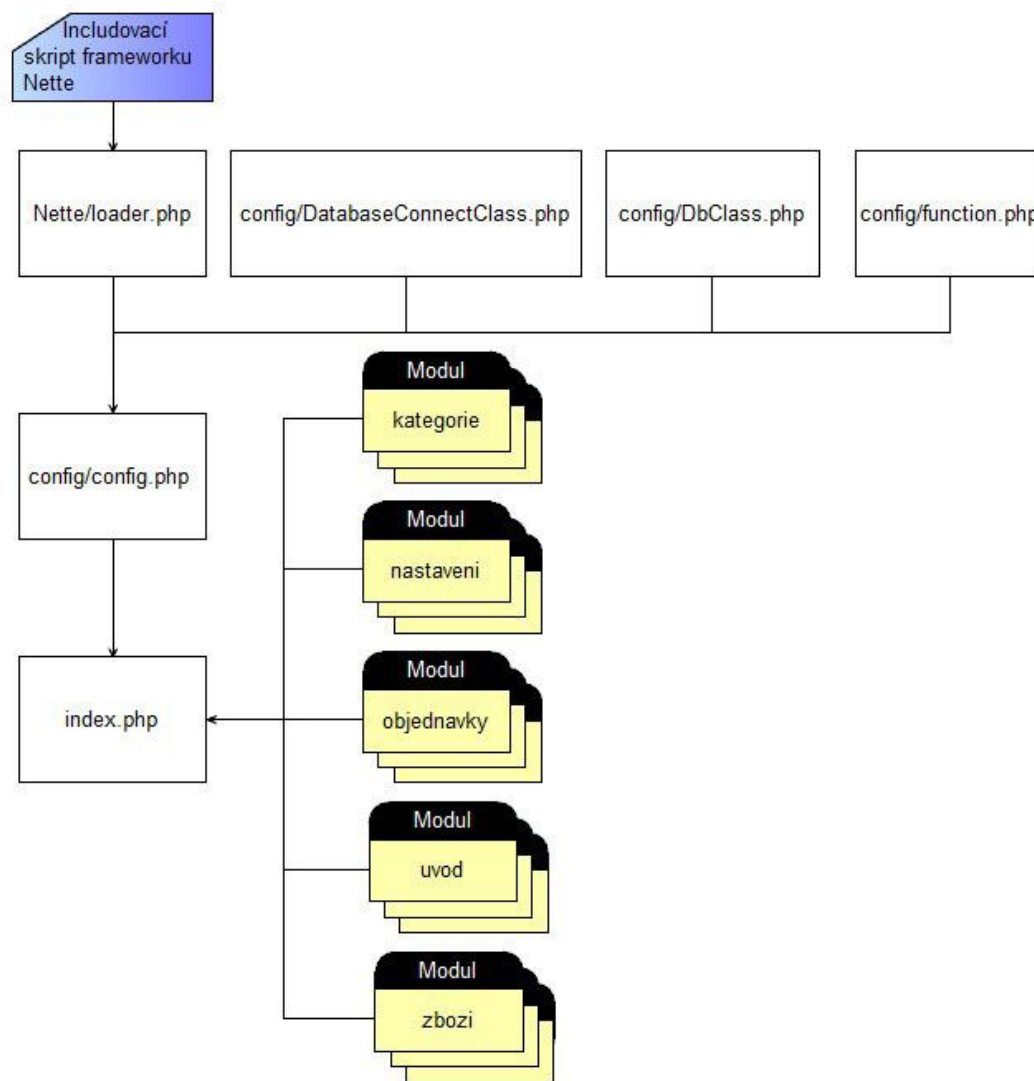 Includovací
skript frameworku
Nette
Nette/loader.php
config/DatabaseConnectClass.php
config/DbClass.php
config/function.php
Modul
kategorie
config/config.php
Modul
nastaveni
Modul
objednavky
index.php
Modul
uvod
Modul
zbozi